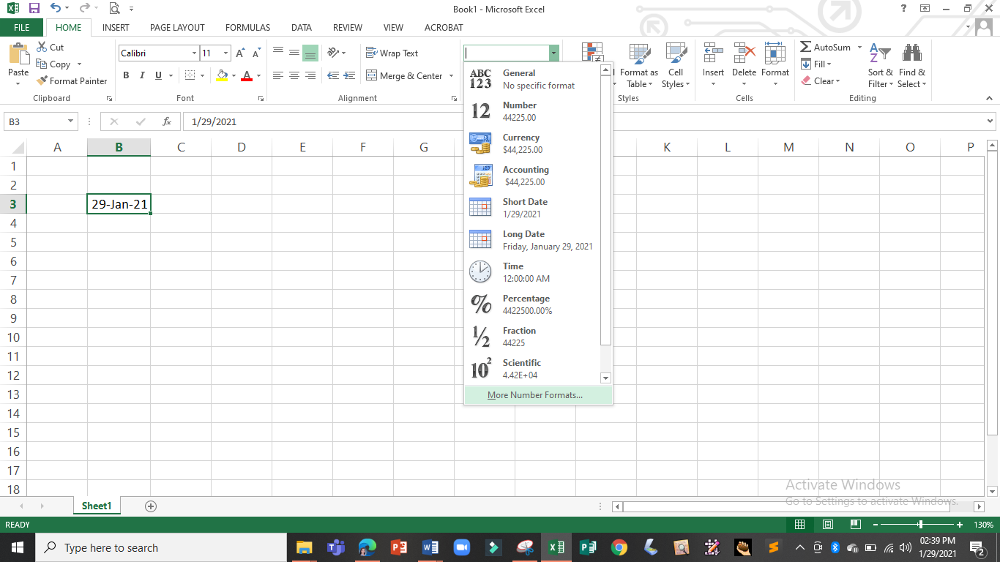 Book1 - Microsoft Excel
FILE HOME INSERT PAGE LAYOUT FORMULAS DATA REVIEW VIEW ACROBAT
Paste
Cut
Copy
Format Painter
Clipboard
Calibri 11
B I U
Font
Wrap Text
Merge & Center
Alignment
Format as Table
Cell Styles
Styles
Insert Delete Format
Cells
AutoSum
Fill
Clear
Sort & Filter
Find & Select
Editing
B3 fx 1/29/2021
A B C D E F G K L M N O P
1
2
3 29-Jan-21
4
5
6
7
8
9
10
11
12
13
14
15
16
17
18
ABC 123
General
No specific format
12
Number
44225.00
Currency
$44,225.00
Accounting
$44,225.00
Short Date
1/29/2021
Long Date
Friday, January 29, 2021
Time
12:00:00 AM
%
Percentage
4422500.00%
1/2
Fraction
44225
10²
Scientific
4.42E+04
More Number Formats...
Activate Windows
Go to Settings to activate Windows.
Sheet1
READY 130%
Type here to search
02:39 PM
1/29/2021
2